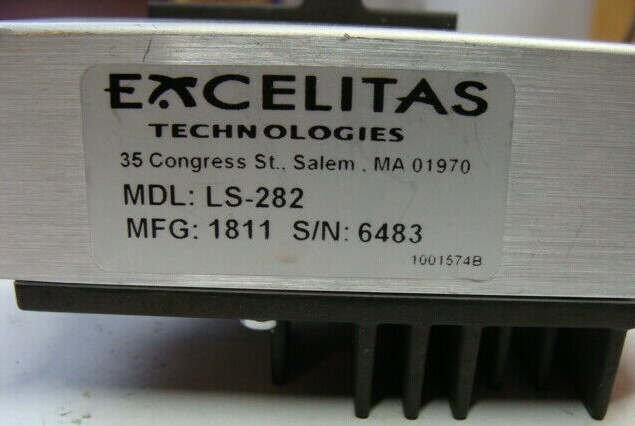 EXCELITAS
TECHNOLOGIES
35 Congress St., Salem , MA 01970
MDL: LS-282
MFG: 1811 S/N: 6483
1001574B